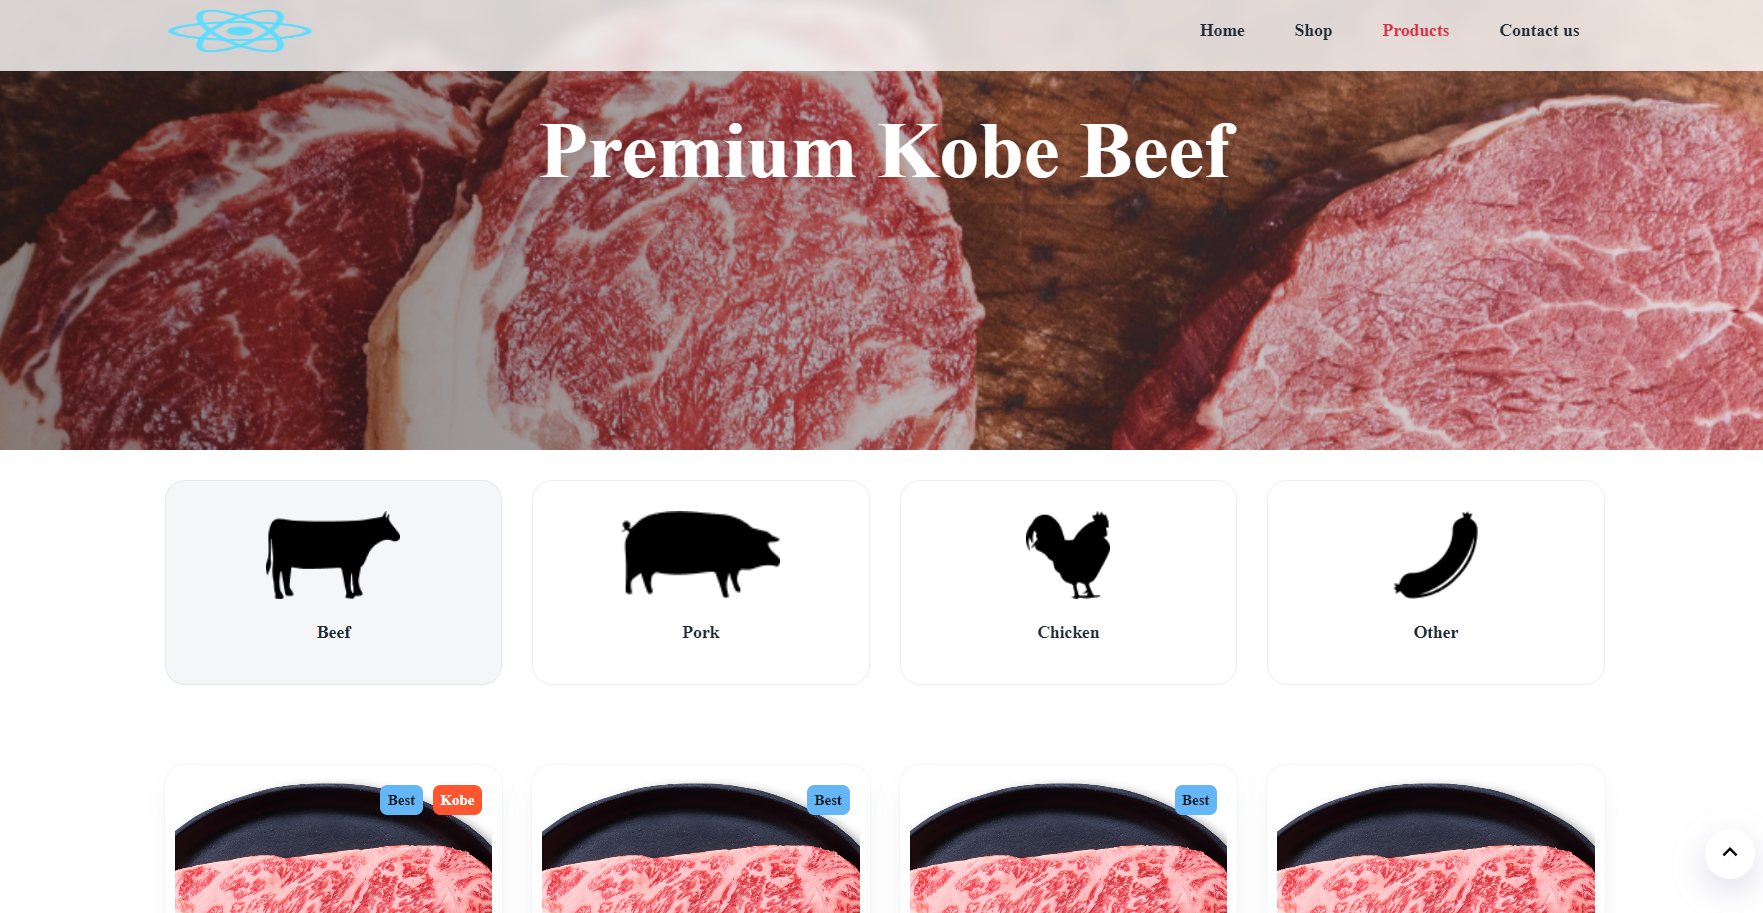 Home Shop Products Contact us
Premium Kobe Beef
Beef Pork Chicken Other
Best Kobe Best Best